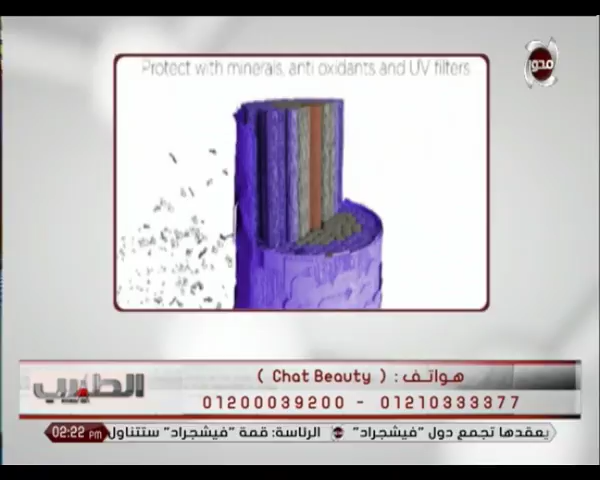 Protect with minerals, anti oxidants and UV filters
محور
هواتف : ( Chat Beauty )
الطبيب
01200039200 - 01210333377
02:22 PM
يعقدها تجمع دول "فيشجراد" الرئاسة: قمة "فيشجراد" ستتناول